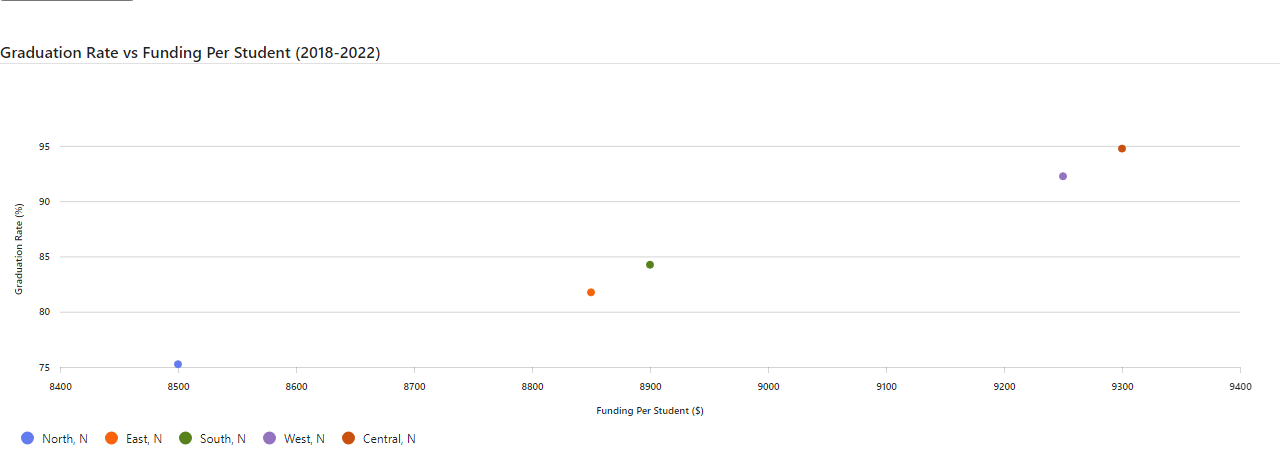 Graduation Rate vs Funding Per Student (2018-2022)
95
90
85
80
75
Graduation Rate (%)
8400 8500 8600 8700 8800 8900 9000 9100 9200 9300 9400
Funding Per Student ($)
North, N East, N South, N West, N Central, N